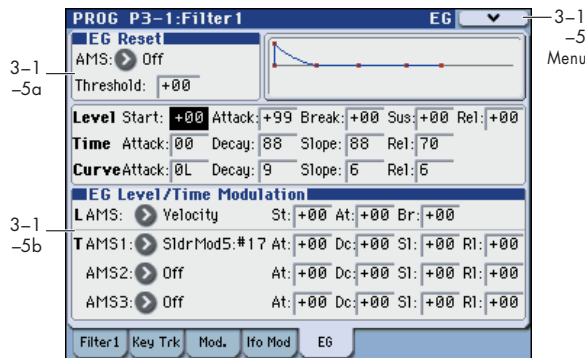 PROG P3-1:Filter1 EG
3-1
-5
Menu
EG Reset
AMS: Off
Threshold: +00
3-1
-5a
Level Start: +00 Attack: +99 Break: +00 Sus: +00 Rel: +00
Time Attack: 00 Decay: 88 Slope: 88 Rel: 70
Curve Attack: 0L Decay: 9 Slope: 6 Rel: 6
EG Level/Time Modulation
L AMS: Velocity St: +00 At: +00 Br: +00
3-1
-5b
T AMS1: SldrMod5:#17 At: +00 Dc: +00 Sl: +00 Rl: +00
AMS2: Off At: +00 Dc: +00 Sl: +00 Rl: +00
AMS3: Off At: +00 Dc: +00 Sl: +00 Rl: +00
Filter1 Key Trk Mod. lfo Mod EG